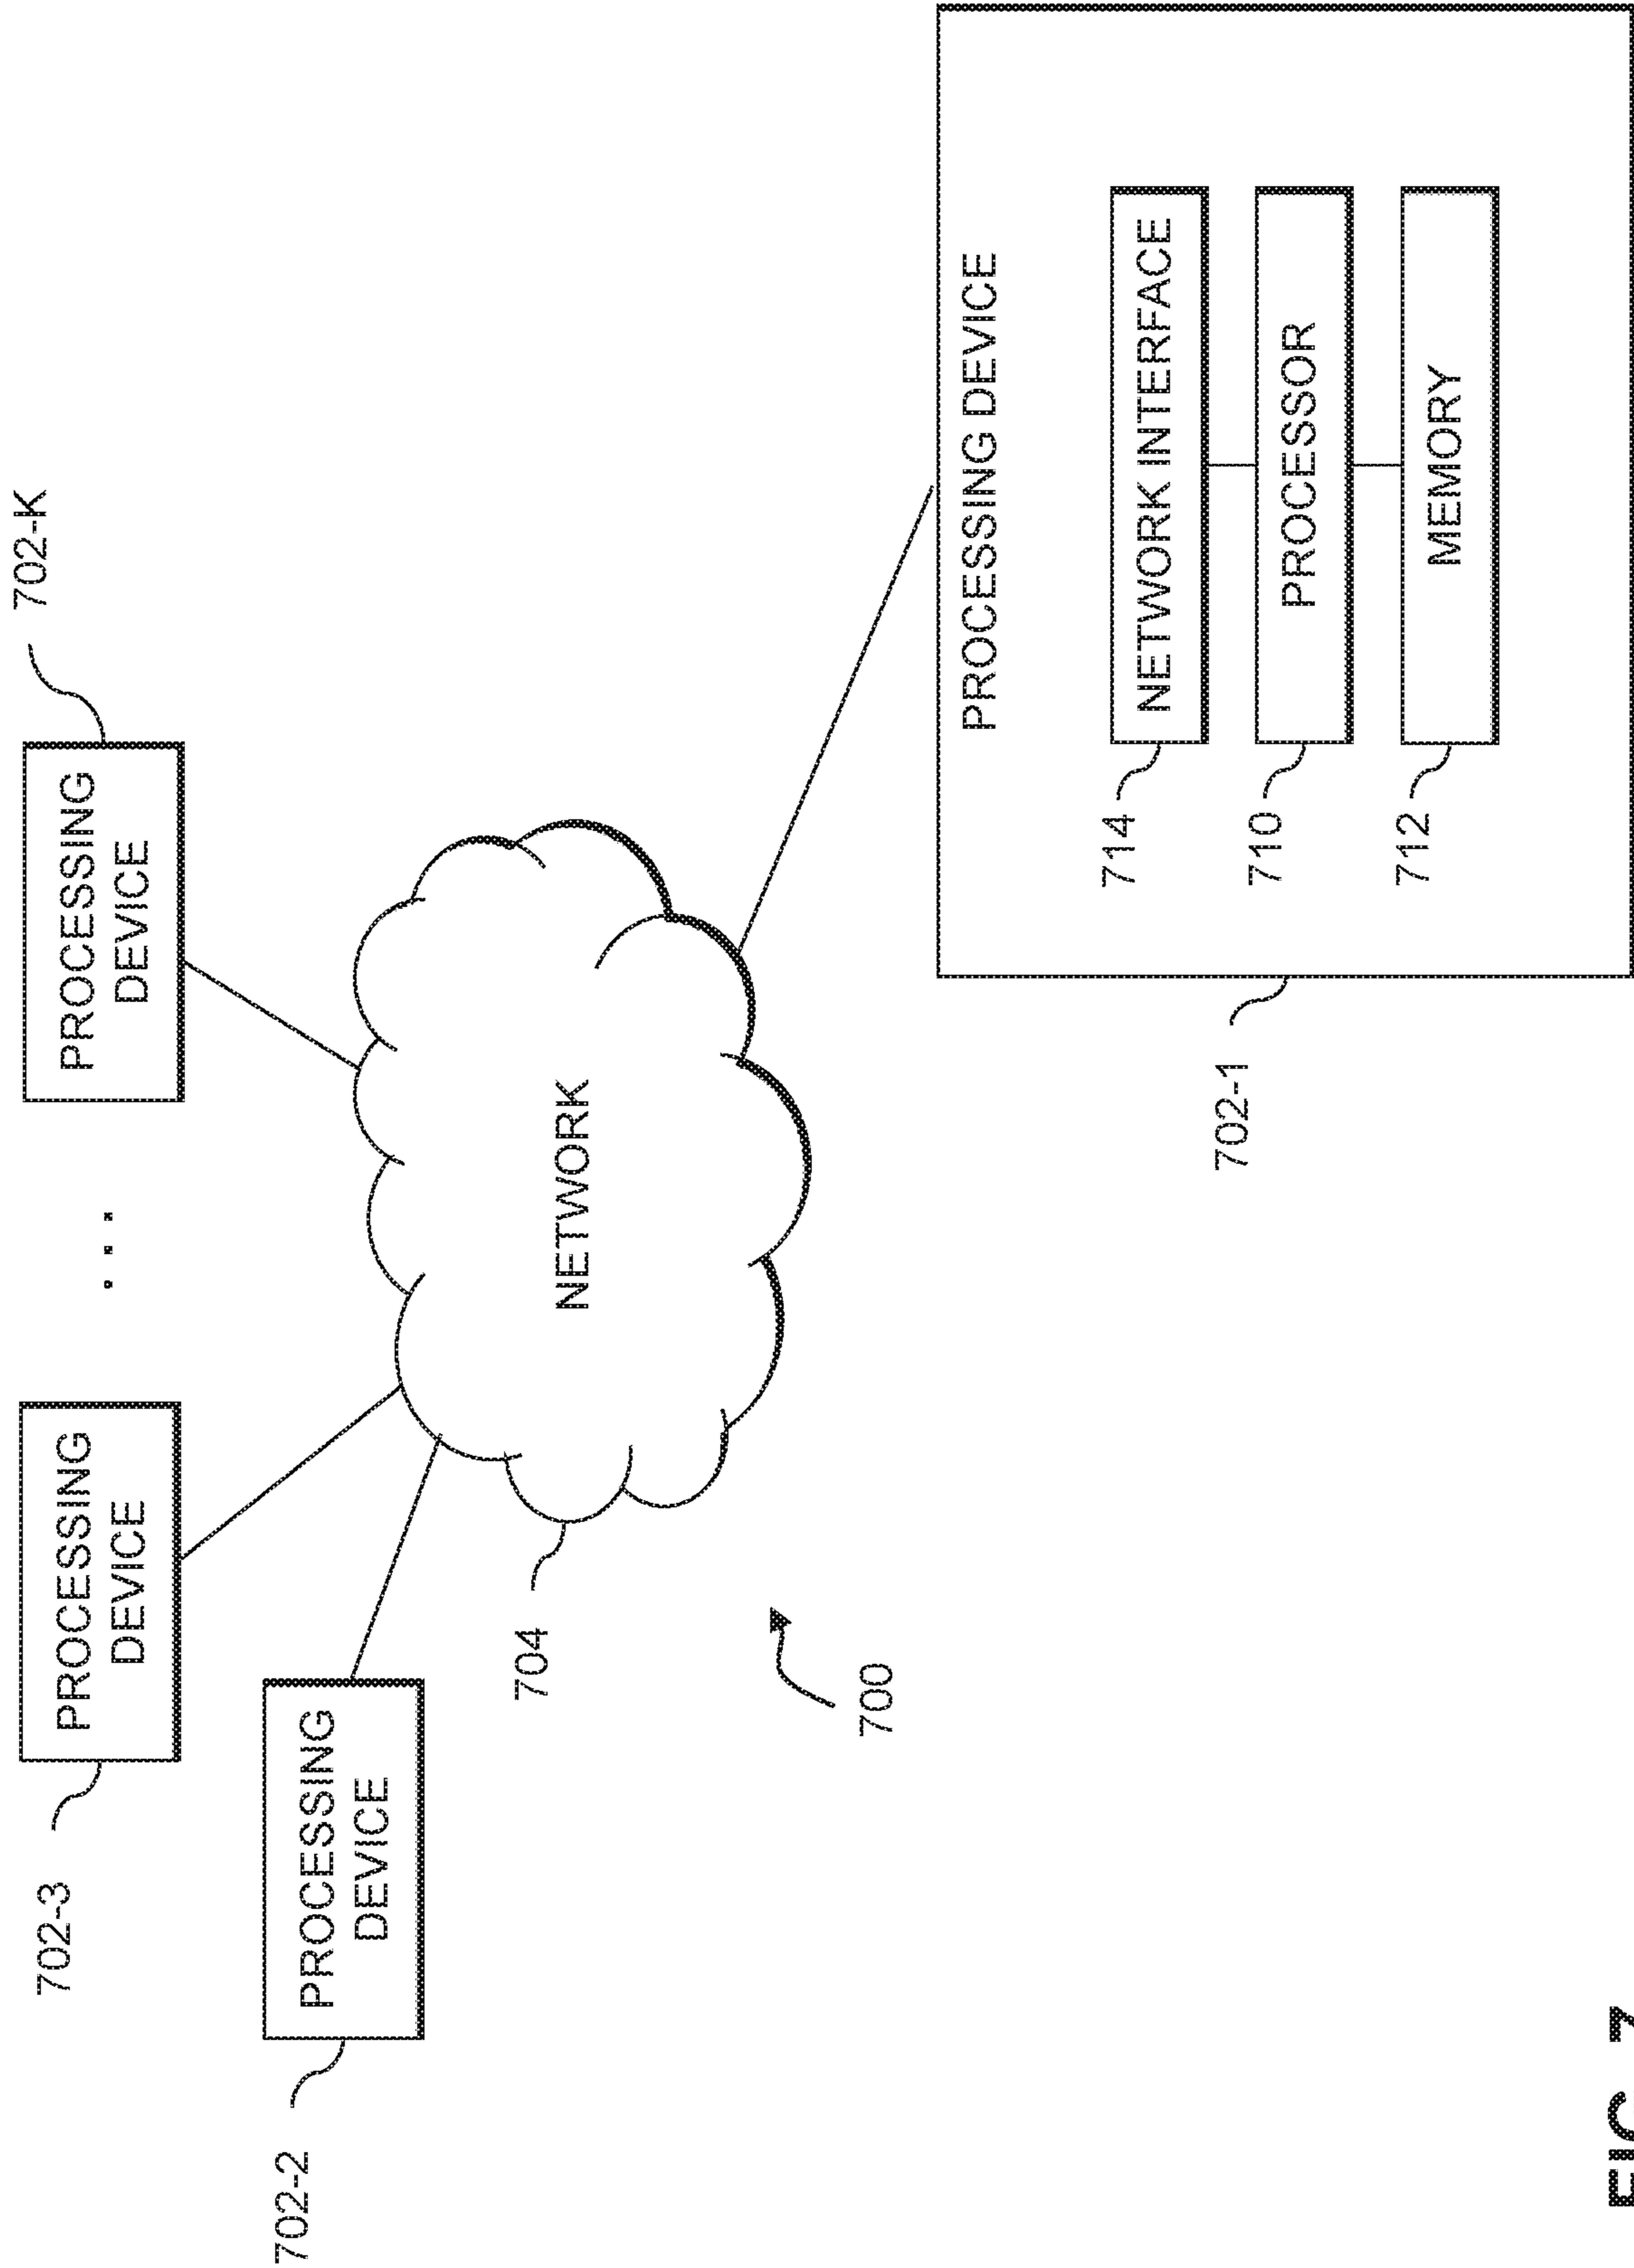 702-K
702-3
PROCESSING
DEVICE
. . .
PROCESSING
DEVICE
702-2
PROCESSING
DEVICE
704
NETWORK
700
PROCESSING DEVICE
714
NETWORK INTERFACE
702-1
710
PROCESSOR
712
MEMORY
FIG. 7